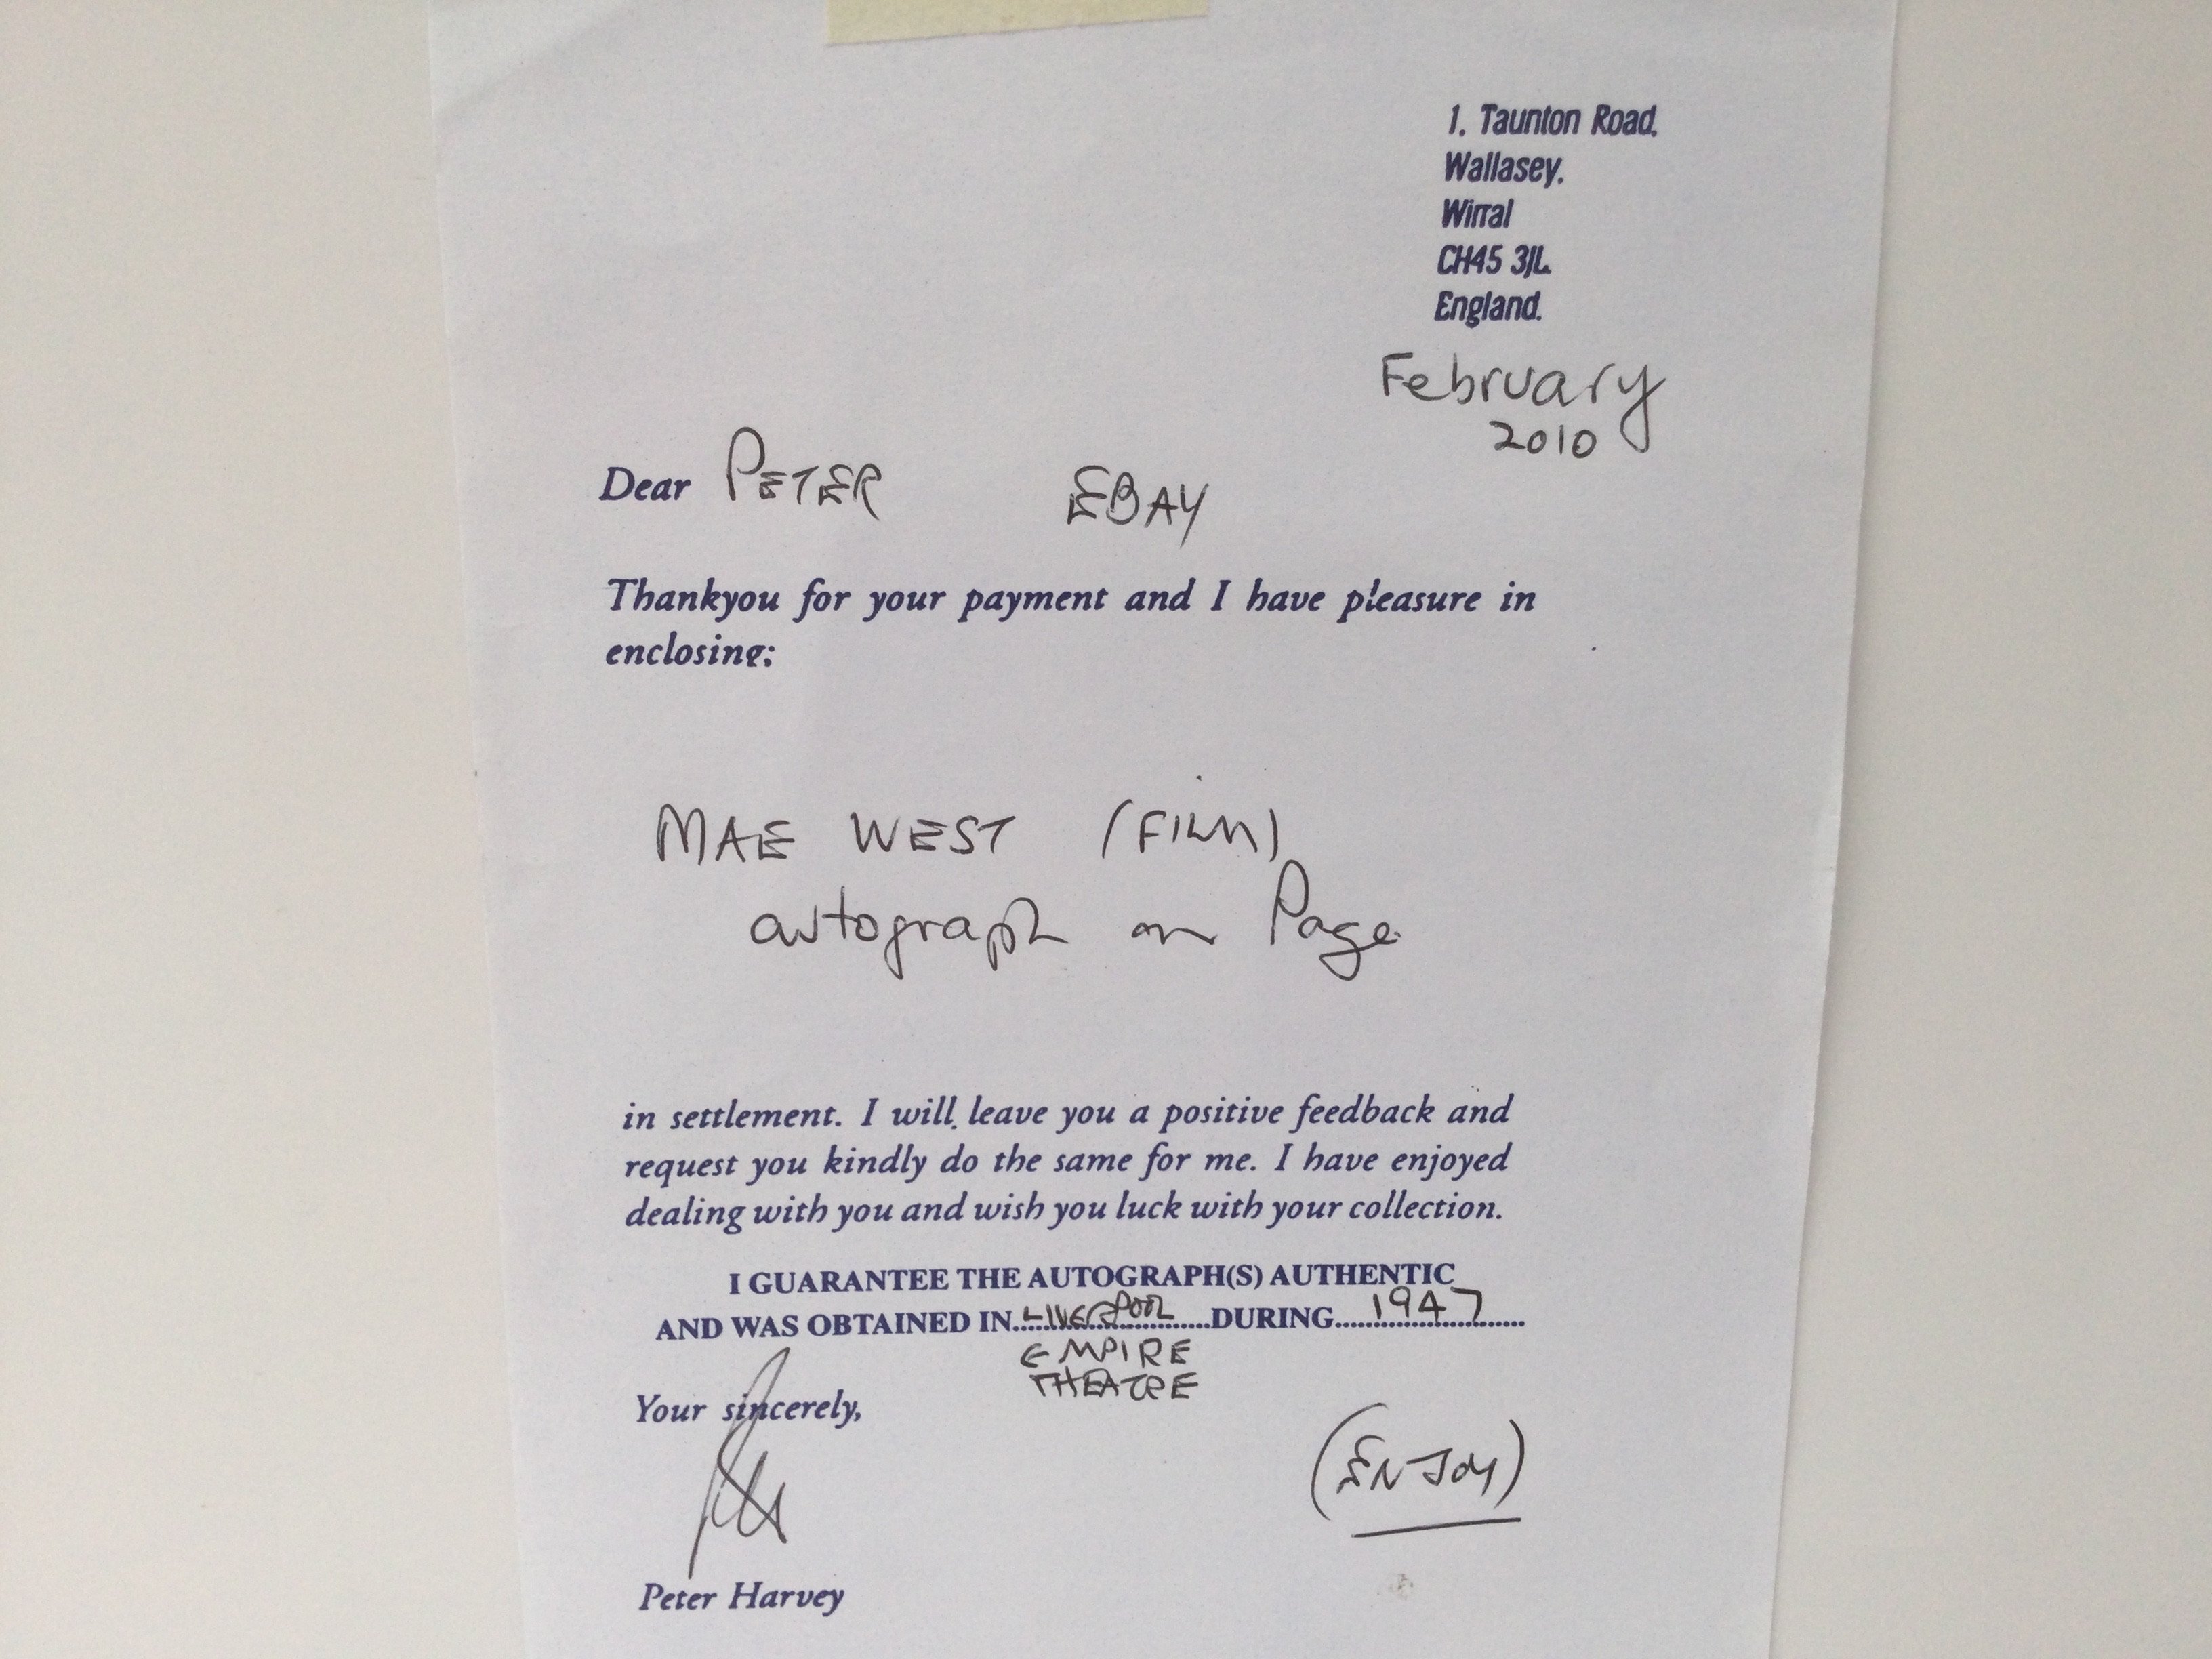 1. Taunton Road,
Wallasey.
Wirral
CH45 3JL.
England.
February
2010
Dear PETER EBAY
Thankyou for your payment and I have pleasure in
enclosing:
MAE WEST (FILM)
autograph on Page
in settlement. I will leave you a positive feedback and
request you kindly do the same for me. I have enjoyed
dealing with you and wish you luck with your collection.
I GUARANTEE THE AUTOGRAPH(S) AUTHENTIC
AND WAS OBTAINED IN...LIVERPOOL...DURING...1947...
EMPIRE
THEATRE
Your sincerely,
(ENJOY)
Peter Harvey